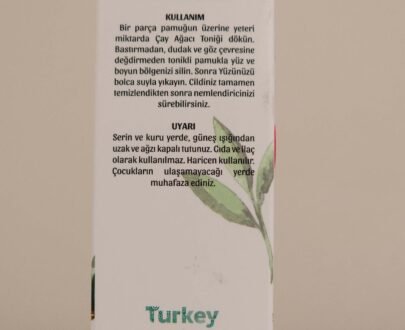 KULLANIM
Bir parça pamuğun üzerine yeteri
miktarda Çay Ağacı Toniği dökün.
Bastırmadan, dudak ve göz çevresine
değdirmeden tonikli pamukla yüz ve
boyun bölgenizi silin. Sonra Yüzünüzü
bolca suyla yıkayın. Cildiniz tamamen
temizlendikten sonra nemlendiricinizi
sürebilirsiniz.
UYARI
Serin ve kuru yerde, güneş ışığından
uzak ve ağzı kapalı tutunuz. Gıda ve ilaç
olarak kullanılmaz. Haricen kullanılır.
Çocukların ulaşamayacağı yerde
muhafaza ediniz.
Turkey